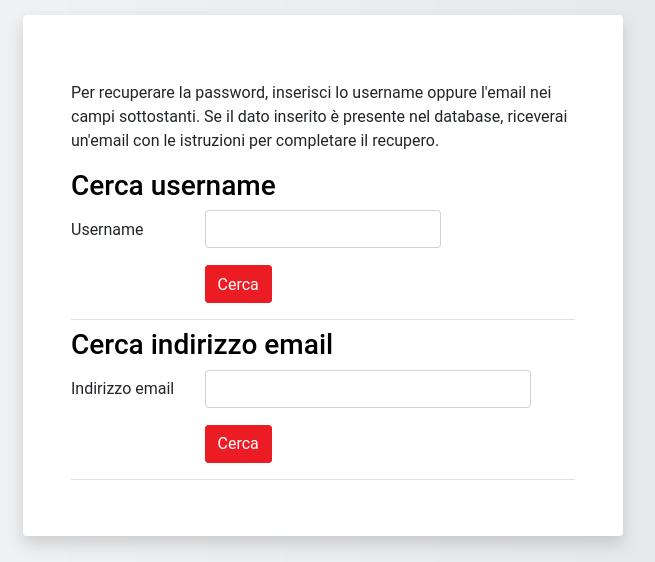 Per recuperare la password, inserisci lo username oppure l'email nei
campi sottostanti. Se il dato inserito è presente nel database, riceverai
un'email con le istruzioni per completare il recupero.
Cerca username
Username
Cerca
Cerca indirizzo email
Indirizzo email
Cerca